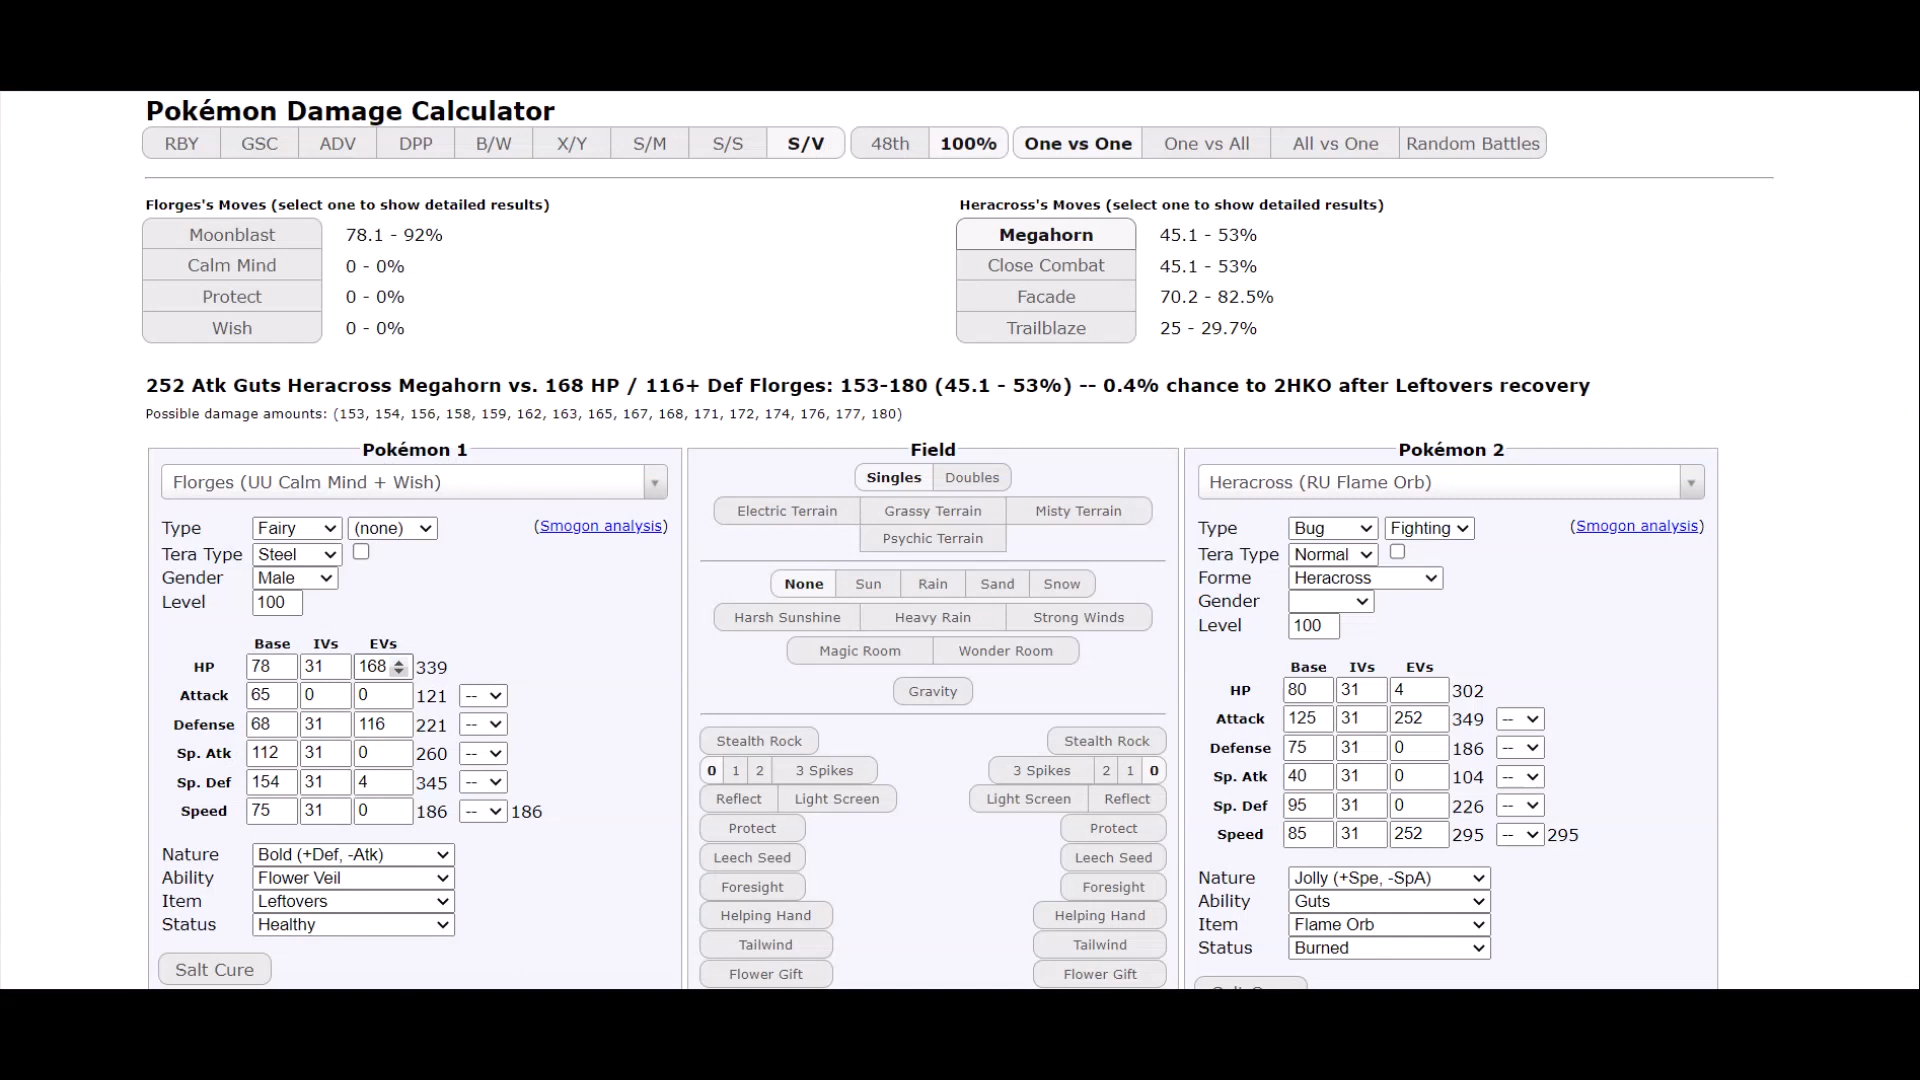 Pokémon Damage Calculator
RBY GSC ADV DPP B/W X/Y S/M S/S S/V 48th 100% One vs One One vs All All vs One Random Battles
Florges's Moves (select one to show detailed results)
Moonblast 78.1 - 92%
Calm Mind 0 - 0%
Protect 0 - 0%
Wish 0 - 0%
Heracross's Moves (select one to show detailed results)
Megahorn 45.1 - 53%
Close Combat 45.1 - 53%
Facade 70.2 - 82.5%
Trailblaze 25 - 29.7%
252 Atk Guts Heracross Megahorn vs. 168 HP / 116+ Def Florges: 153-180 (45.1 - 53%) -- 0.4% chance to 2HKO after Leftovers recovery
Possible damage amounts: (153, 154, 156, 158, 159, 162, 163, 165, 167, 168, 171, 172, 174, 176, 177, 180)
Pokémon 1
Florges (UU Calm Mind + Wish)
Type Fairy (none) (Smogon analysis)
Tera Type Steel
Gender Male
Level 100
Base IVs EVs
HP 78 31 168 339
Attack 65 0 0 121 --
Defense 68 31 116 221 --
Sp. Atk 112 31 0 260 --
Sp. Def 154 31 4 345 --
Speed 75 31 0 186 -- 186
Nature Bold (+Def, -Atk)
Ability Flower Veil
Item Leftovers
Status Healthy
Salt Cure
Field
Singles Doubles
Electric Terrain Grassy Terrain Misty Terrain
Psychic Terrain
None Sun Rain Sand Snow
Harsh Sunshine Heavy Rain Strong Winds
Magic Room Wonder Room
Gravity
Stealth Rock Stealth Rock
0 1 2 3 Spikes 3 Spikes 2 1 0
Reflect Light Screen Light Screen Reflect
Protect Protect
Leech Seed Leech Seed
Foresight Foresight
Helping Hand Helping Hand
Tailwind Tailwind
Flower Gift Flower Gift
Pokémon 2
Heracross (RU Flame Orb)
Type Bug Fighting (Smogon analysis)
Tera Type Normal
Forme Heracross
Gender
Level 100
Base IVs EVs
HP 80 31 4 302
Attack 125 31 252 349 --
Defense 75 31 0 186 --
Sp. Atk 40 31 0 104 --
Sp. Def 95 31 0 226 --
Speed 85 31 252 295 -- 295
Nature Jolly (+Spe, -SpA)
Ability Guts
Item Flame Orb
Status Burned